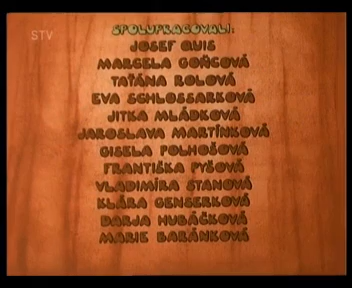 STV
SPOLUPRACOVALI:
JOSEF QUIS
MARCELA GOŇCOVÁ
TAŤÁNA ROLOVÁ
EVA SCHLOSSARKOVÁ
JITKA MLÁDKOVÁ
JAROSLAVA MARTÍNKOVÁ
GISELA POLHOŠOVÁ
FRANTIŠKA PYŠOVÁ
VLADIMÍRA STANOVÁ
KLÁRA GENSERKOVÁ
DARJA HUBÁČKOVÁ
MARIE BARÁNKOVÁ